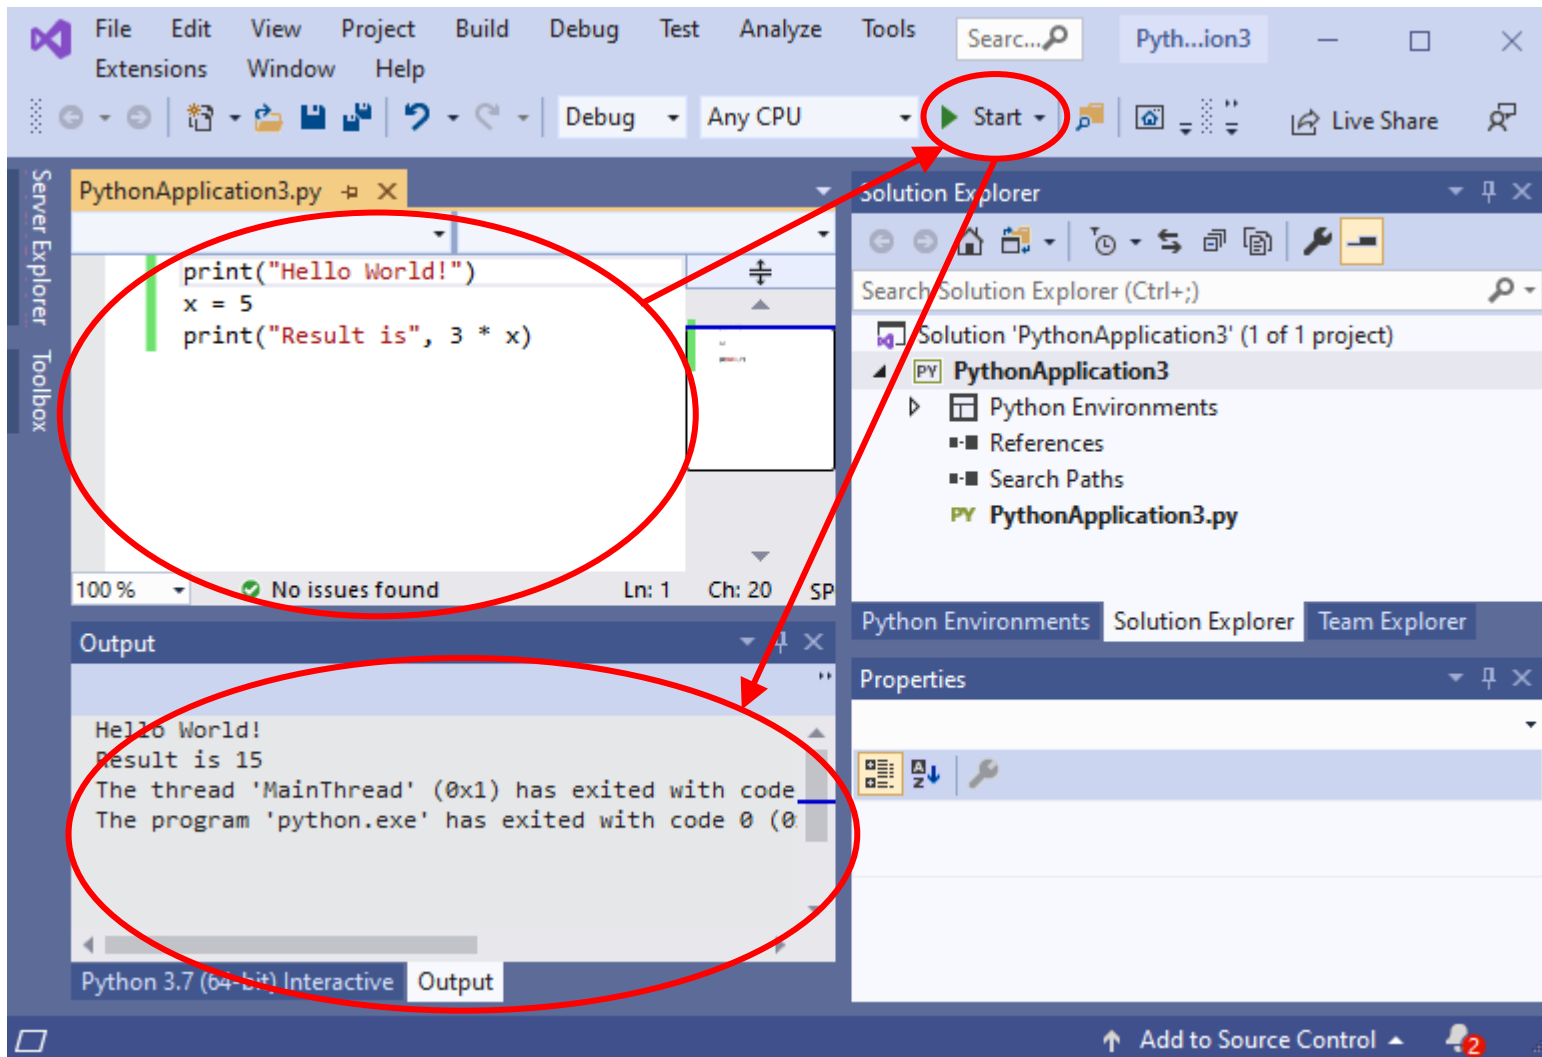 File Edit View Project Build Debug Test Analyze Tools Searc... Pyth...ion3
Extensions Window Help
Debug Any CPU Start Live Share
Server Explorer
Toolbox
PythonApplication3.py
print("Hello World!")
x = 5
print("Result is", 3 * x)
100 % No issues found Ln: 1 Ch: 20 SP
Output
Hello World!
Result is 15
The thread 'MainThread' (0x1) has exited with code
The program 'python.exe' has exited with code 0 (0
Python 3.7 (64-bit) Interactive Output
Solution Explorer
Search Solution Explorer (Ctrl+;)
Solution 'PythonApplication3' (1 of 1 project)
PY PythonApplication3
Python Environments
References
Search Paths
PY PythonApplication3.py
Python Environments Solution Explorer Team Explorer
Properties
AZ
Add to Source Control 2